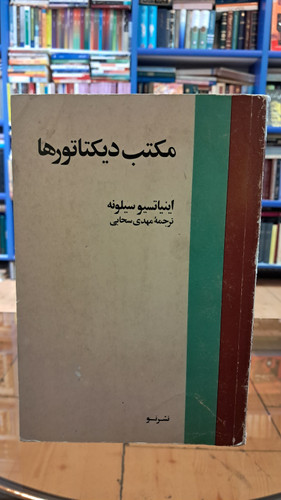 مکتب دیکتاتورها
اینیاتسیو سیلونه
ترجمهٔ مهدی سحابی
نشر نو